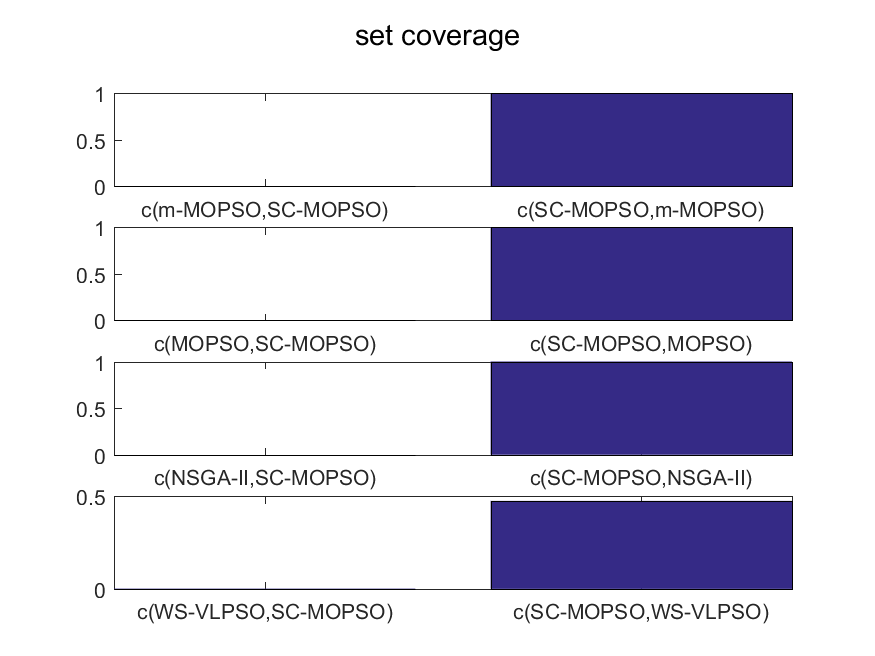 set coverage
1
0.5
0
c(m-MOPSO,SC-MOPSO) c(SC-MOPSO,m-MOPSO)
1
0.5
0
c(MOPSO,SC-MOPSO) c(SC-MOPSO,MOPSO)
1
0.5
0
c(NSGA-II,SC-MOPSO) c(SC-MOPSO,NSGA-II)
0.5
0
c(WS-VLPSO,SC-MOPSO) c(SC-MOPSO,WS-VLPSO)